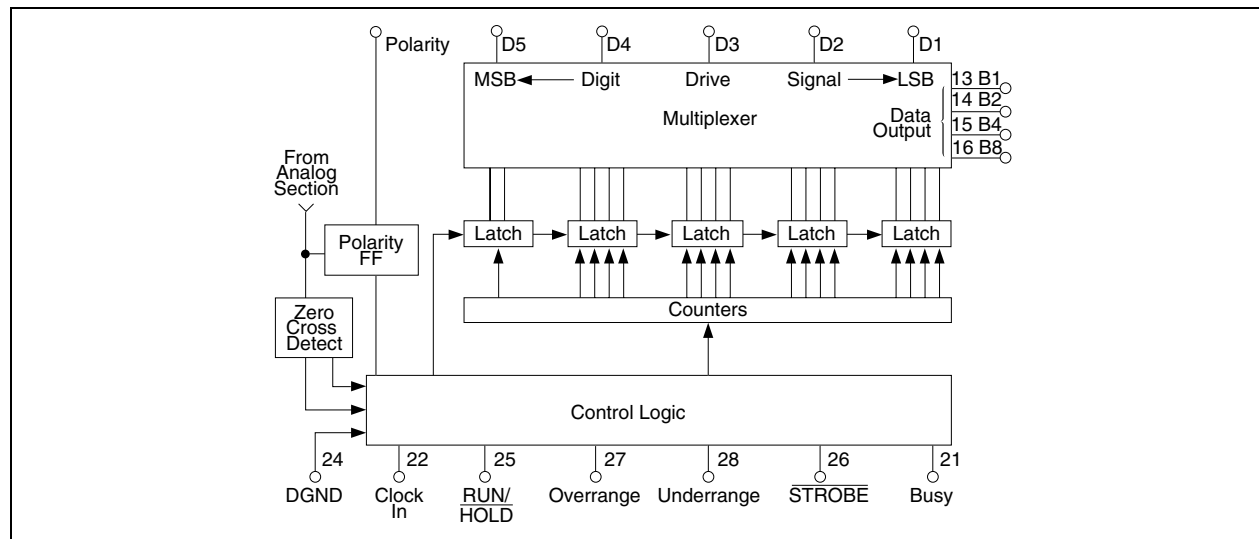 Polarity
D5
D4
D3
D2
D1
MSB
Digit
Drive
Signal
LSB
Multiplexer
Data
Output
13 B1
14 B2
15 B4
16 B8
From
Analog
Section
Polarity
FF
Latch
Latch
Latch
Latch
Latch
Zero
Cross
Detect
Counters
Control Logic
24
22
25
27
28
26
21
DGND
Clock
In
RUN/
HOLD
Overrange
Underrange
STROBE
Busy